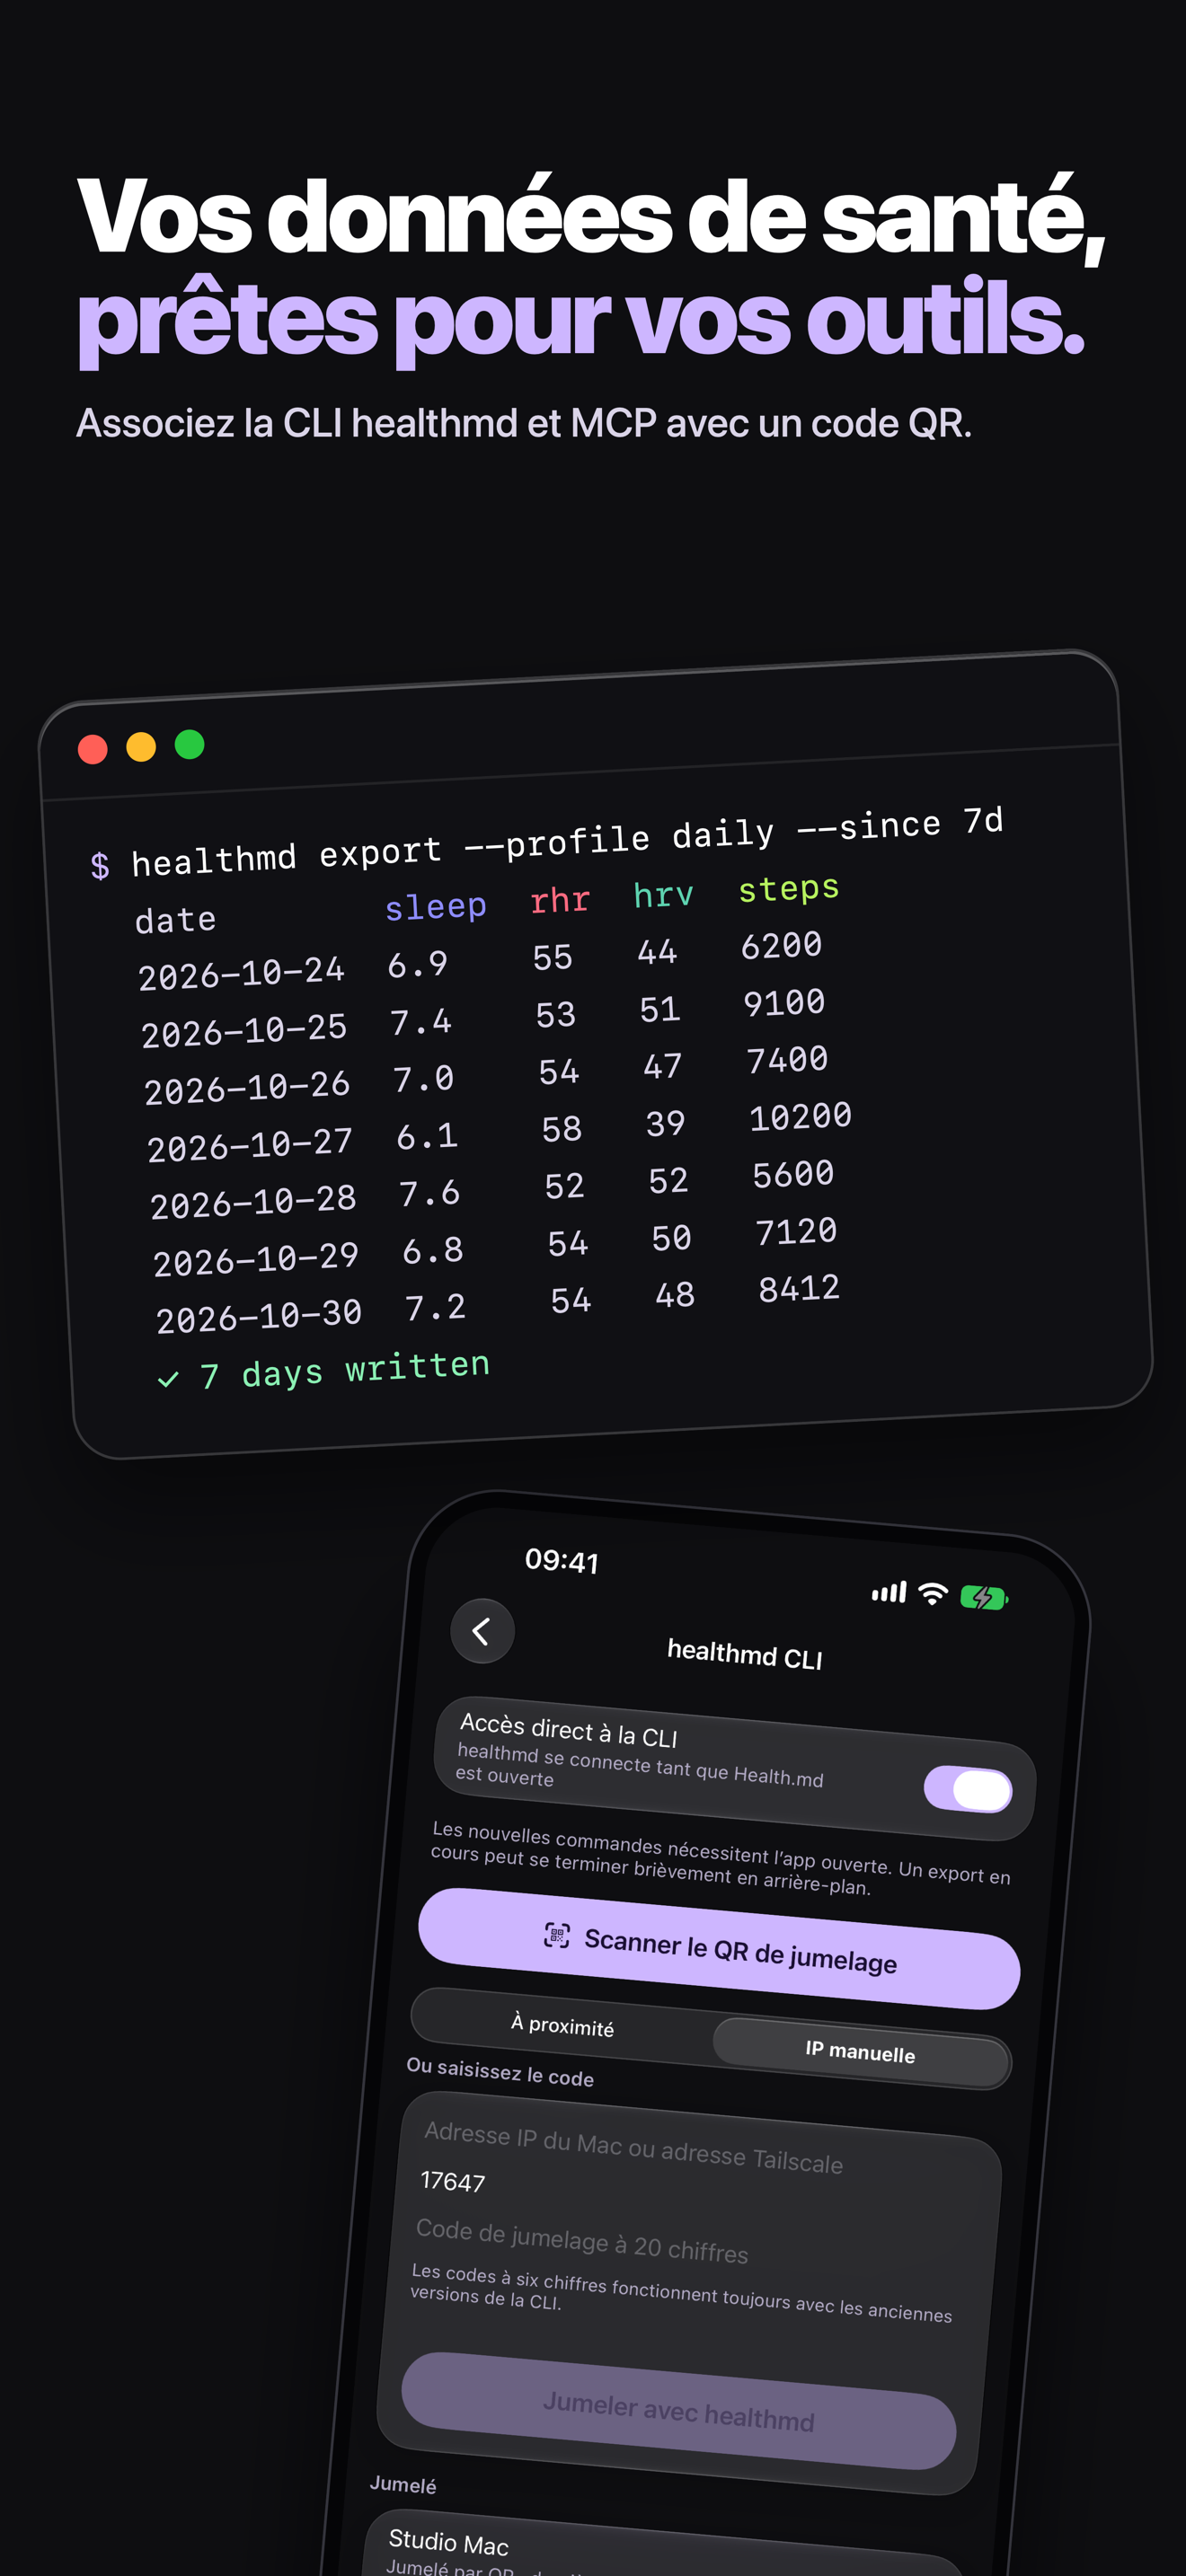 Vos données de santé,
prêtes pour vos outils.
Associez la CLI healthmd et MCP avec un code QR.
$ healthmd export --profile daily --since 7d
date sleep rhr hrv steps
2026-10-24 6.9 55 44 6200
2026-10-25 7.4 53 51 9100
2026-10-26 7.0 54 47 7400
2026-10-27 6.1 58 39 10200
2026-10-28 7.6 52 52 5600
2026-10-29 6.8 54 50 7120
2026-10-30 7.2 54 48 8412
✓ 7 days written
09:41
healthmd CLI
Accès direct à la CLI
healthmd se connecte tant que Health.md
est ouverte
Les nouvelles commandes nécessitent l’app ouverte. Un export en
cours peut se terminer brièvement en arrière-plan.
Scanner le QR de jumelage
À proximité
IP manuelle
Ou saisissez le code
Adresse IP du Mac ou adresse Tailscale
17647
Code de jumelage à 20 chiffres
Les codes à six chiffres fonctionnent toujours avec les anciennes
versions de la CLI.
Jumeler avec healthmd
Jumelé
Studio Mac
Jumelé par QR